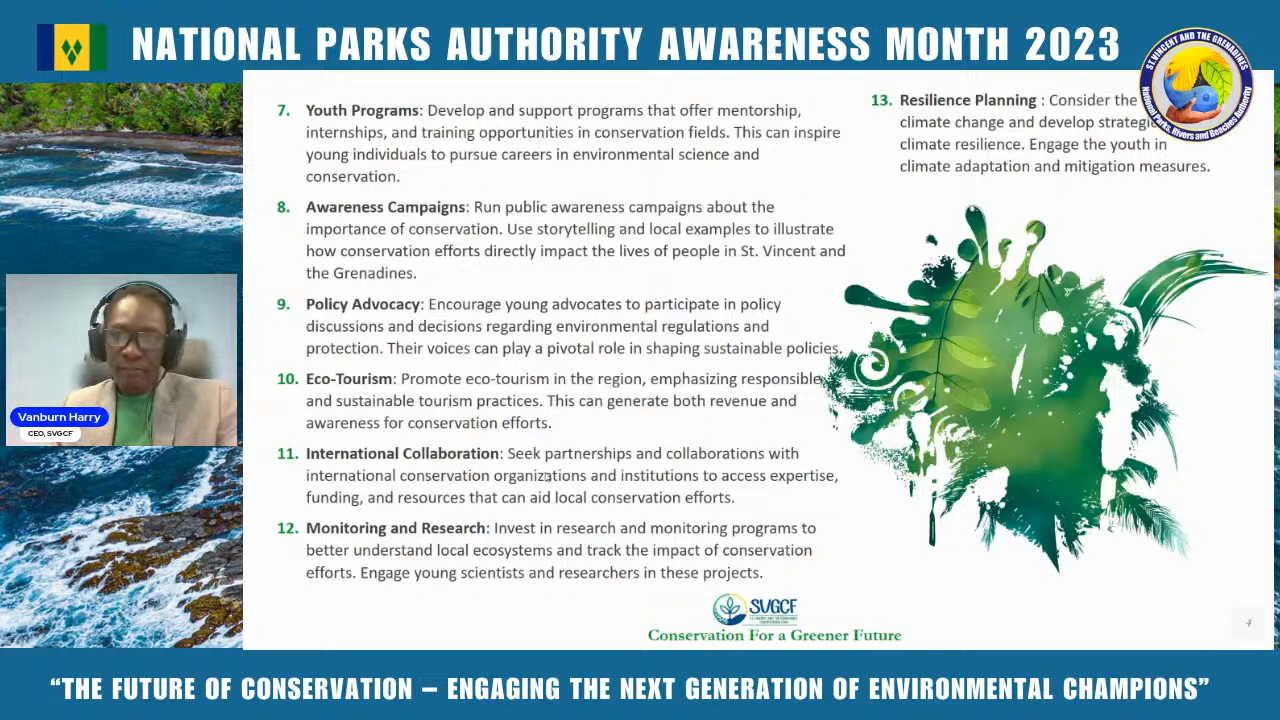 NATIONAL PARKS AUTHORITY AWARENESS MONTH 2023
ST VINCENT AND THE GRENADINES
National Parks, Rivers and Beaches Authority
7. Youth Programs: Develop and support programs that offer mentorship,
internships, and training opportunities in conservation fields. This can inspire
young individuals to pursue careers in environmental science and
conservation.
8. Awareness Campaigns: Run public awareness campaigns about the
importance of conservation. Use storytelling and local examples to illustrate
how conservation efforts directly impact the lives of people in St. Vincent and
the Grenadines.
9. Policy Advocacy: Encourage young advocates to participate in policy
discussions and decisions regarding environmental regulations and
protection. Their voices can play a pivotal role in shaping sustainable policies.
10. Eco-Tourism: Promote eco-tourism in the region, emphasizing responsible
and sustainable tourism practices. This can generate both revenue and
awareness for conservation efforts.
11. International Collaboration: Seek partnerships and collaborations with
international conservation organizations and institutions to access expertise,
funding, and resources that can aid local conservation efforts.
12. Monitoring and Research: Invest in research and monitoring programs to
better understand local ecosystems and track the impact of conservation
efforts. Engage young scientists and researchers in these projects.
13. Resilience Planning : Consider the
climate change and develop
climate resilience. Engage the youth in
climate adaptation and mitigation measures.
Vanburn Harry
CEO, SVGCF
SVGCF
Conservation For a Greener Future
4
“THE FUTURE OF CONSERVATION – ENGAGING THE NEXT GENERATION OF ENVIRONMENTAL CHAMPIONS”